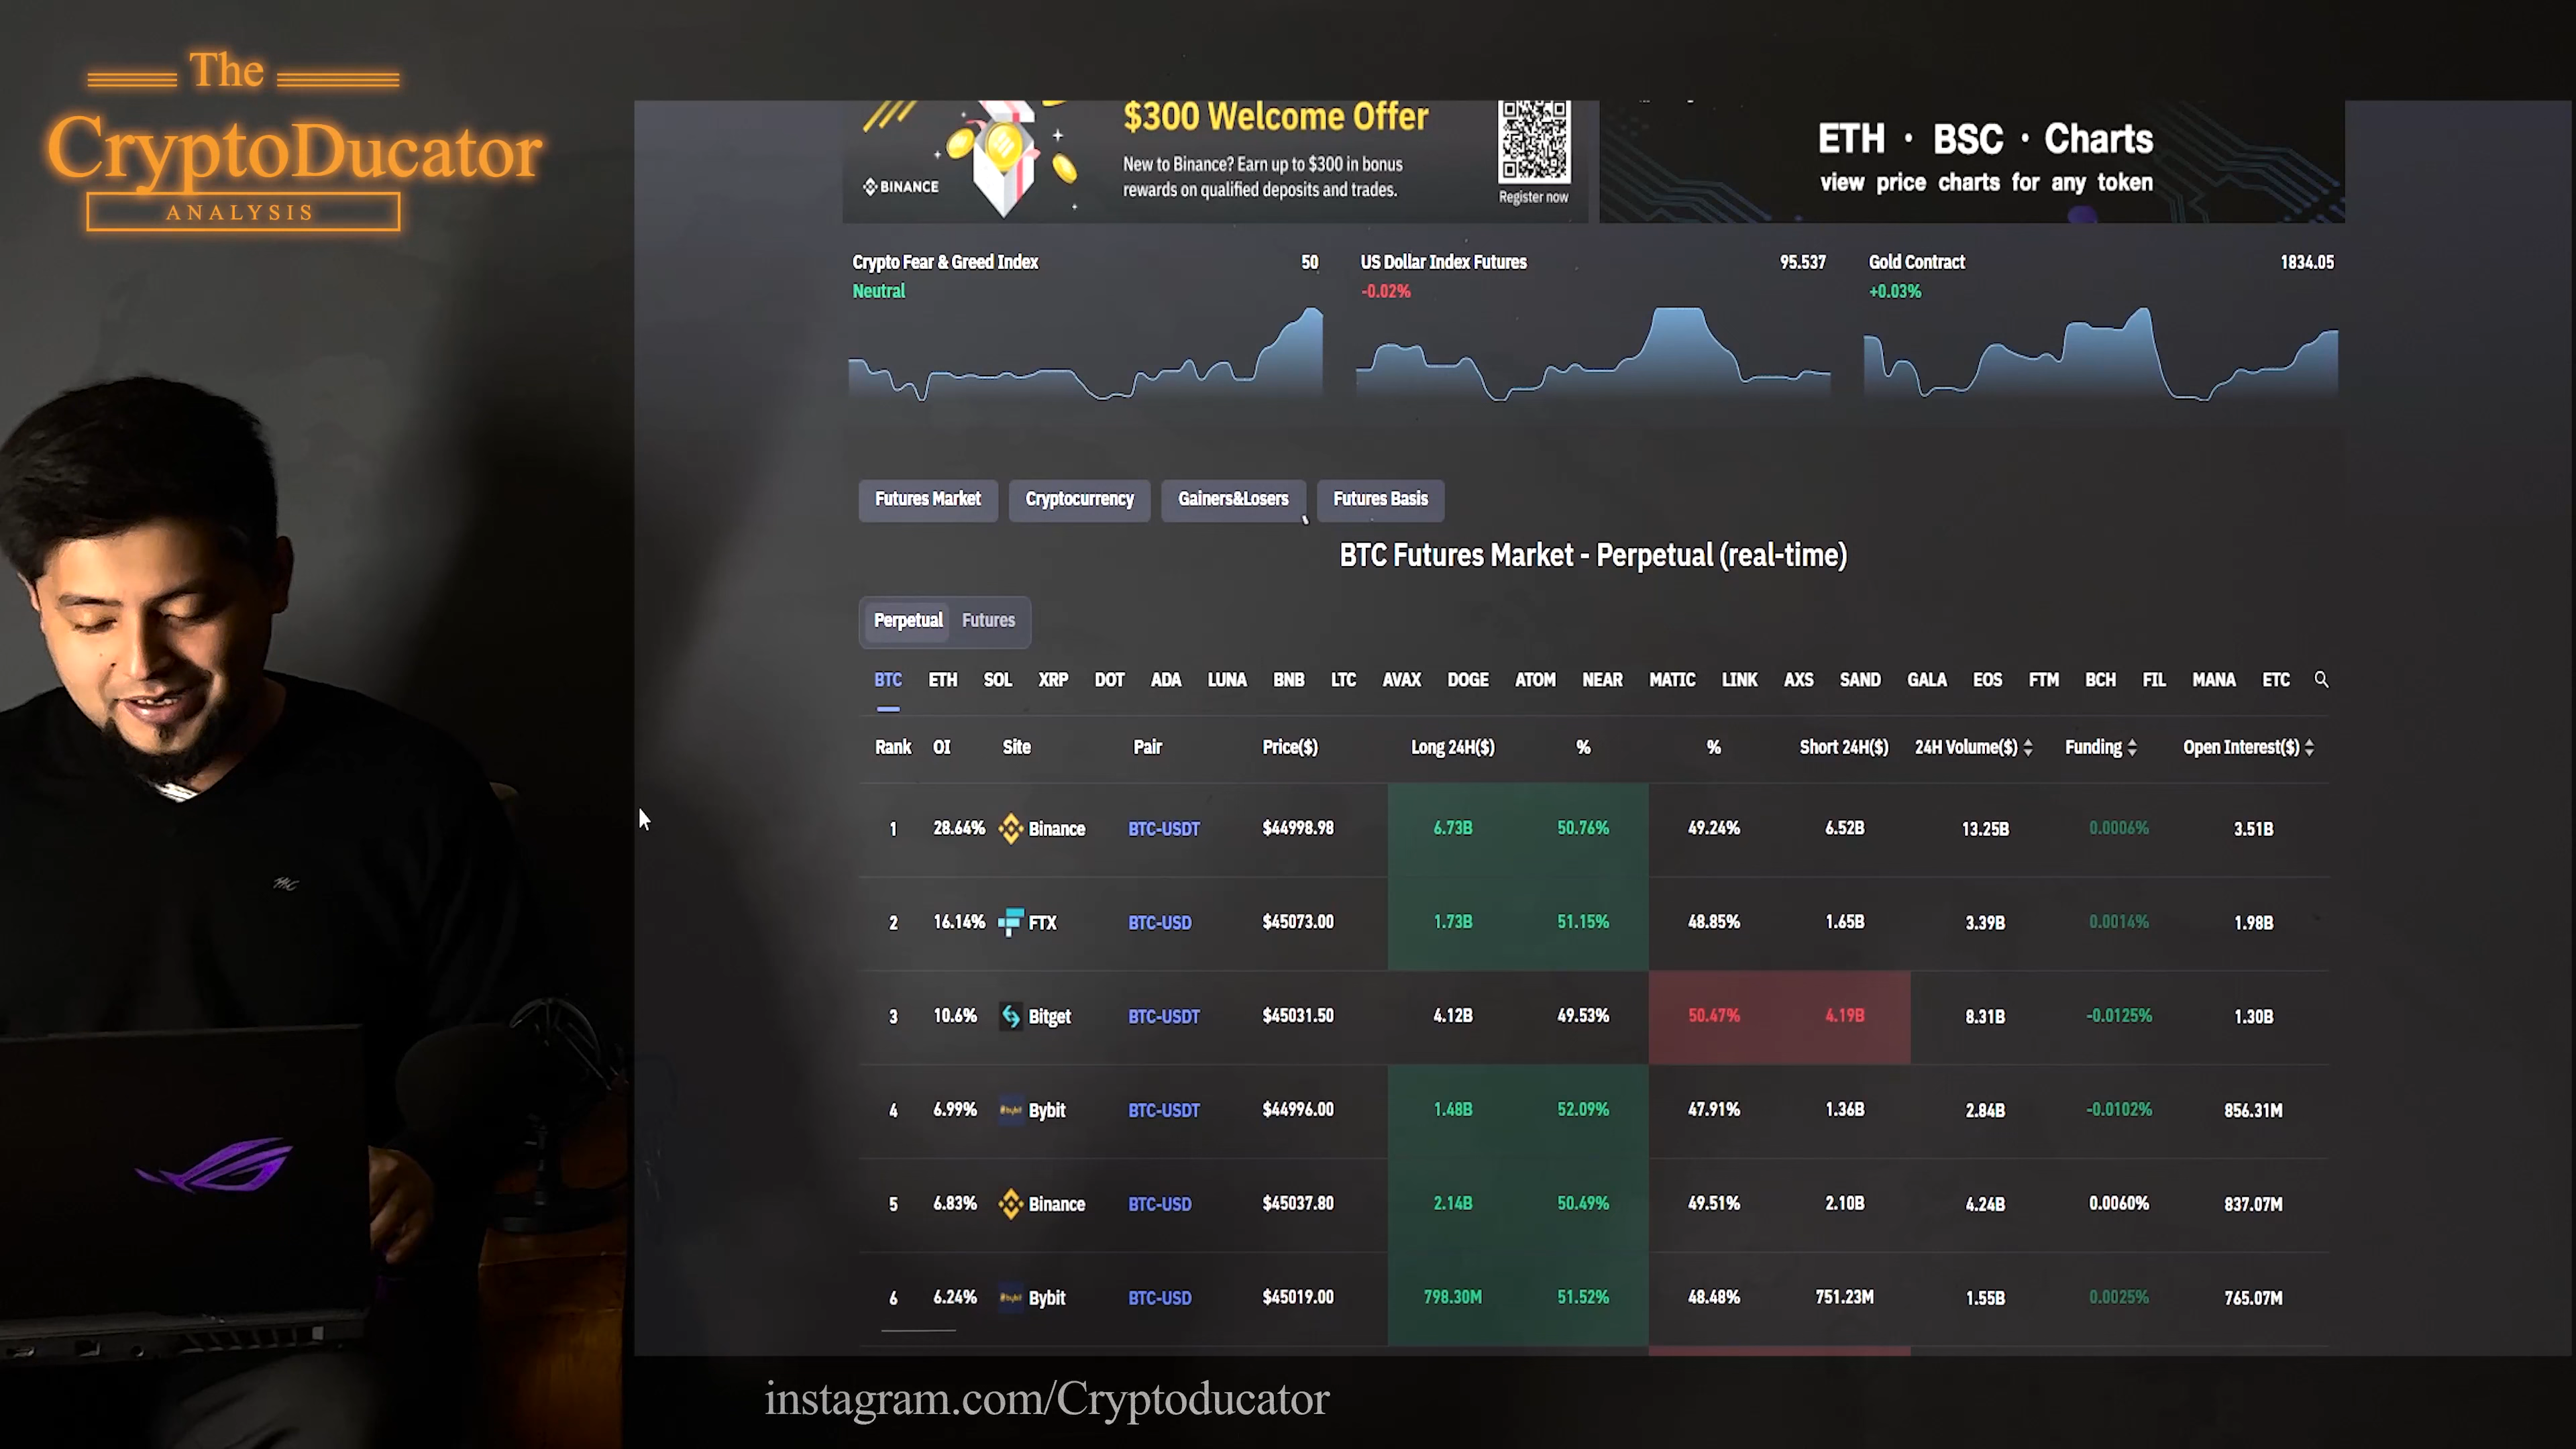 The
CryptoDucator
ANALYSIS
$300 Welcome Offer
New to Binance? Earn up to $300 in bonus
rewards on qualified deposits and trades.
BINANCE
Register now
ETH · BSC · Charts
view price charts for any token
Crypto Fear & Greed Index 50
Neutral
US Dollar Index Futures 95.537
-0.02%
Gold Contract 1834.05
+0.03%
Futures Market Cryptocurrency Gainers&Losers Futures Basis
BTC Futures Market - Perpetual (real-time)
Perpetual Futures
BTC ETH SOL XRP DOT ADA LUNA BNB LTC AVAX DOGE ATOM NEAR MATIC LINK AXS SAND GALA EOS FTM BCH FIL MANA ETC
Rank OI Site Pair Price($) Long 24H($) % % Short 24H($) 24H Volume($) Funding Open Interest($)
1 28.64% Binance BTC-USDT $44998.98 6.73B 50.76% 49.24% 6.52B 13.25B 0.0006% 3.51B
2 16.14% FTX BTC-USD $45073.00 1.73B 51.15% 48.85% 1.65B 3.39B 0.0014% 1.98B
3 10.6% Bitget BTC-USDT $45031.50 4.12B 49.53% 50.47% 4.19B 8.31B -0.0125% 1.30B
4 6.99% Bybit BTC-USDT $44996.00 1.48B 52.09% 47.91% 1.36B 2.84B -0.0102% 856.31M
5 6.83% Binance BTC-USD $45037.80 2.14B 50.49% 49.51% 2.10B 4.24B 0.0060% 837.07M
6 6.24% Bybit BTC-USD $45019.00 798.30M 51.52% 48.48% 751.23M 1.55B 0.0025% 765.07M
instagram.com/Cryptoducator